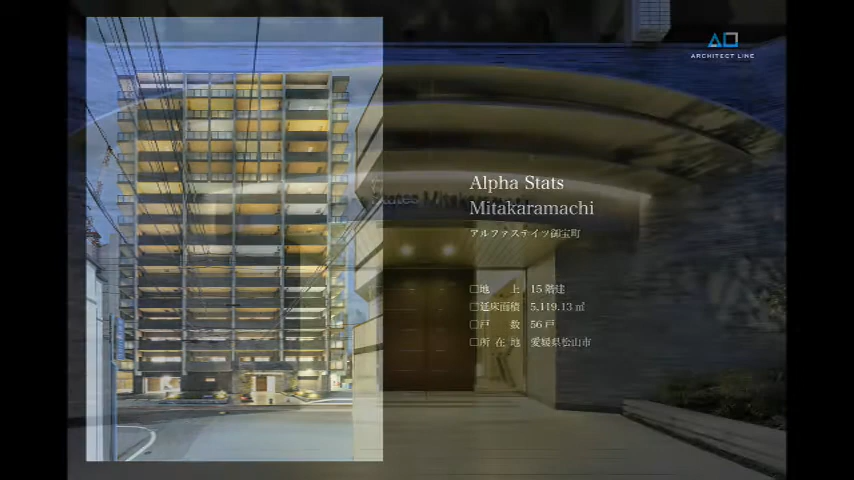 ARCHITECT LINE
Alpha Stats
Mitakaramachi
アルファステイツ御宝町
□地 上 15 階建
□延床面積 5,119.13 ㎡
□戸 数 56 戸
□所 在 地 愛媛県松山市